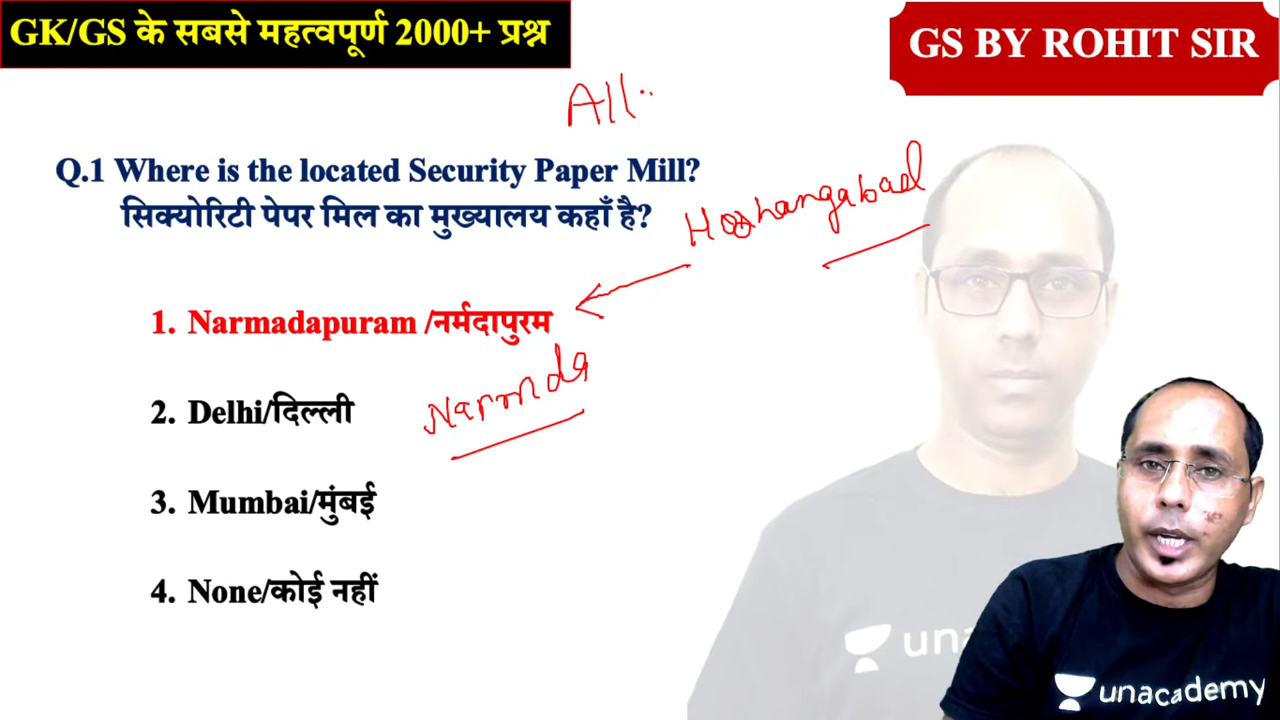 GK/GS के सबसे महत्वपूर्ण 2000+ प्रश्न
GS BY ROHIT SIR
All
Q.1 Where is the located Security Paper Mill?
सिक्योरिटी पेपर मिल का मुख्यालय कहाँ है?
Hoshangabad
1. Narmadapuram /नर्मदापुरम
Narmda
2. Delhi/दिल्ली
3. Mumbai/मुंबई
4. None/कोई नहीं
una
unacademy